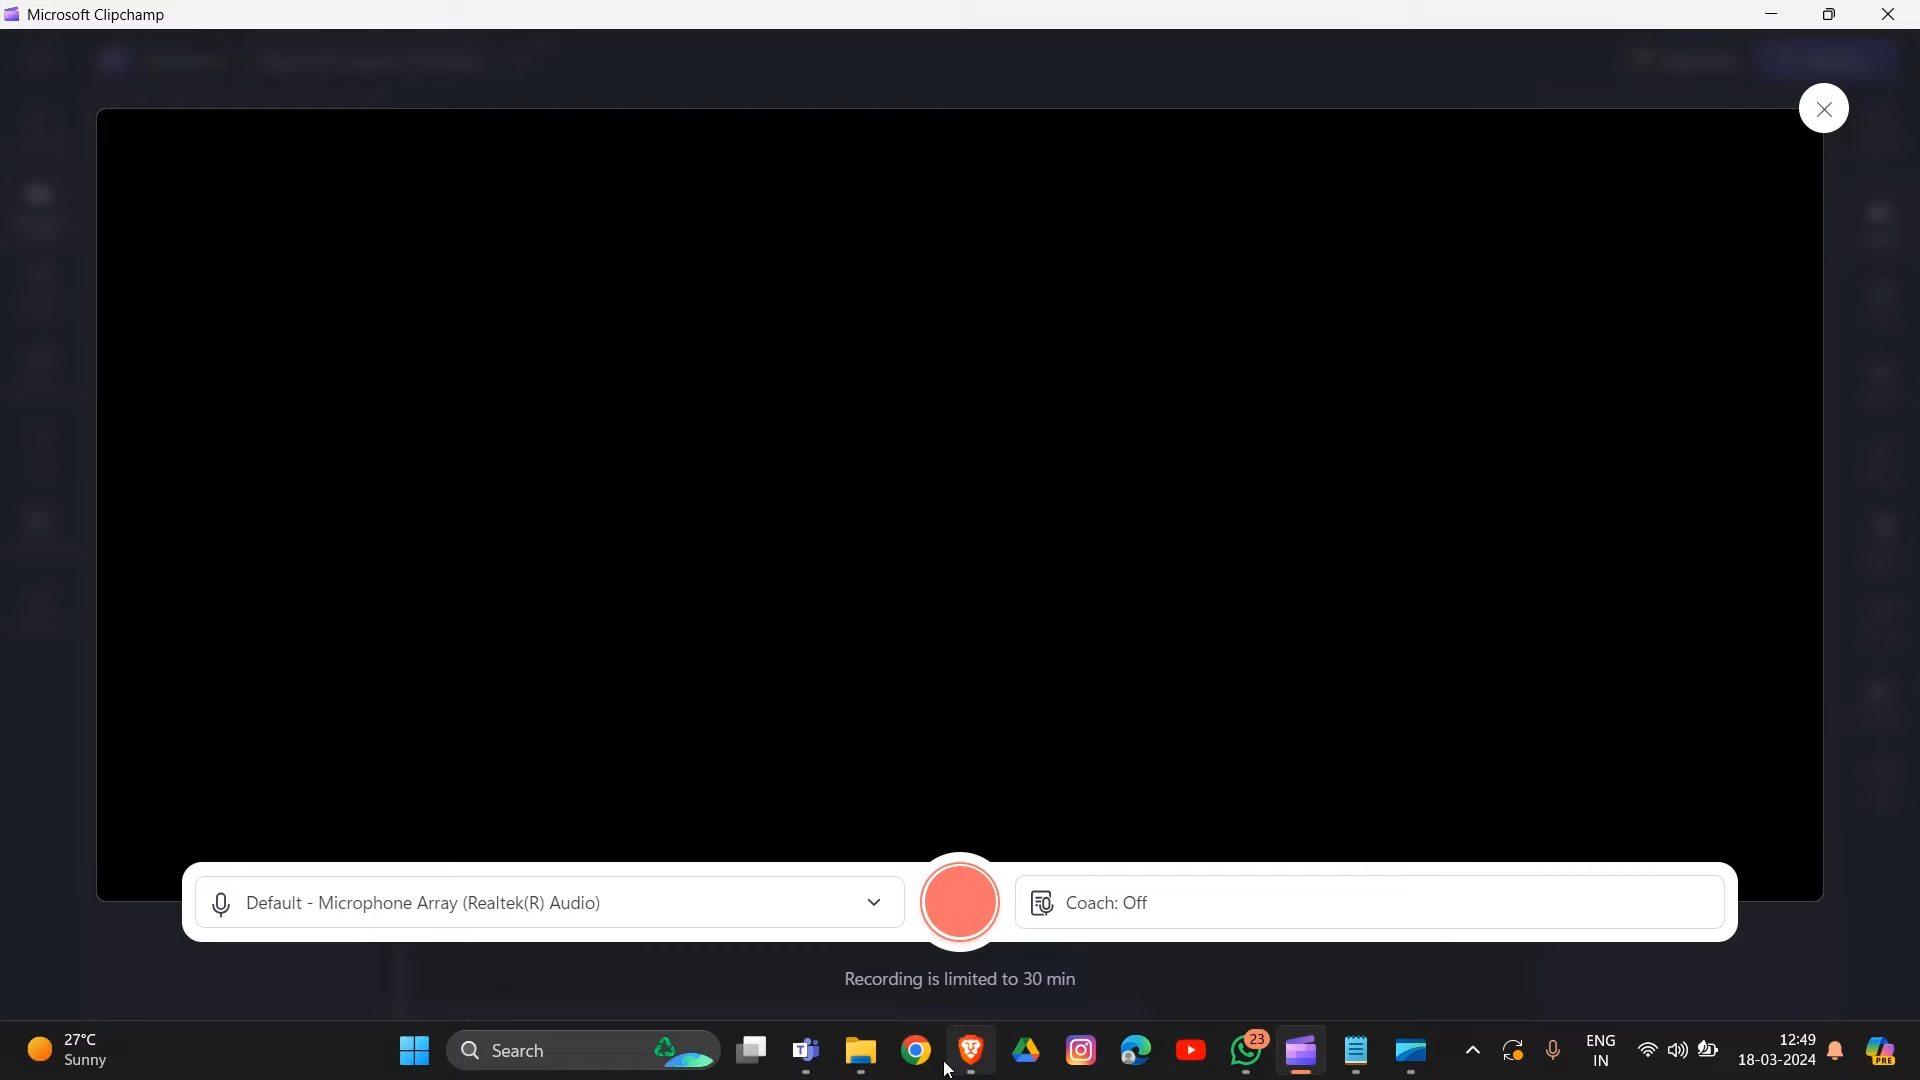 Microsoft Clipchamp
Default - Microphone Array (Realtek(R) Audio)
Coach: Off
Recording is limited to 30 min
27°C
Sunny
Search
23
ENG
IN
12:49
18-03-2024
PRE